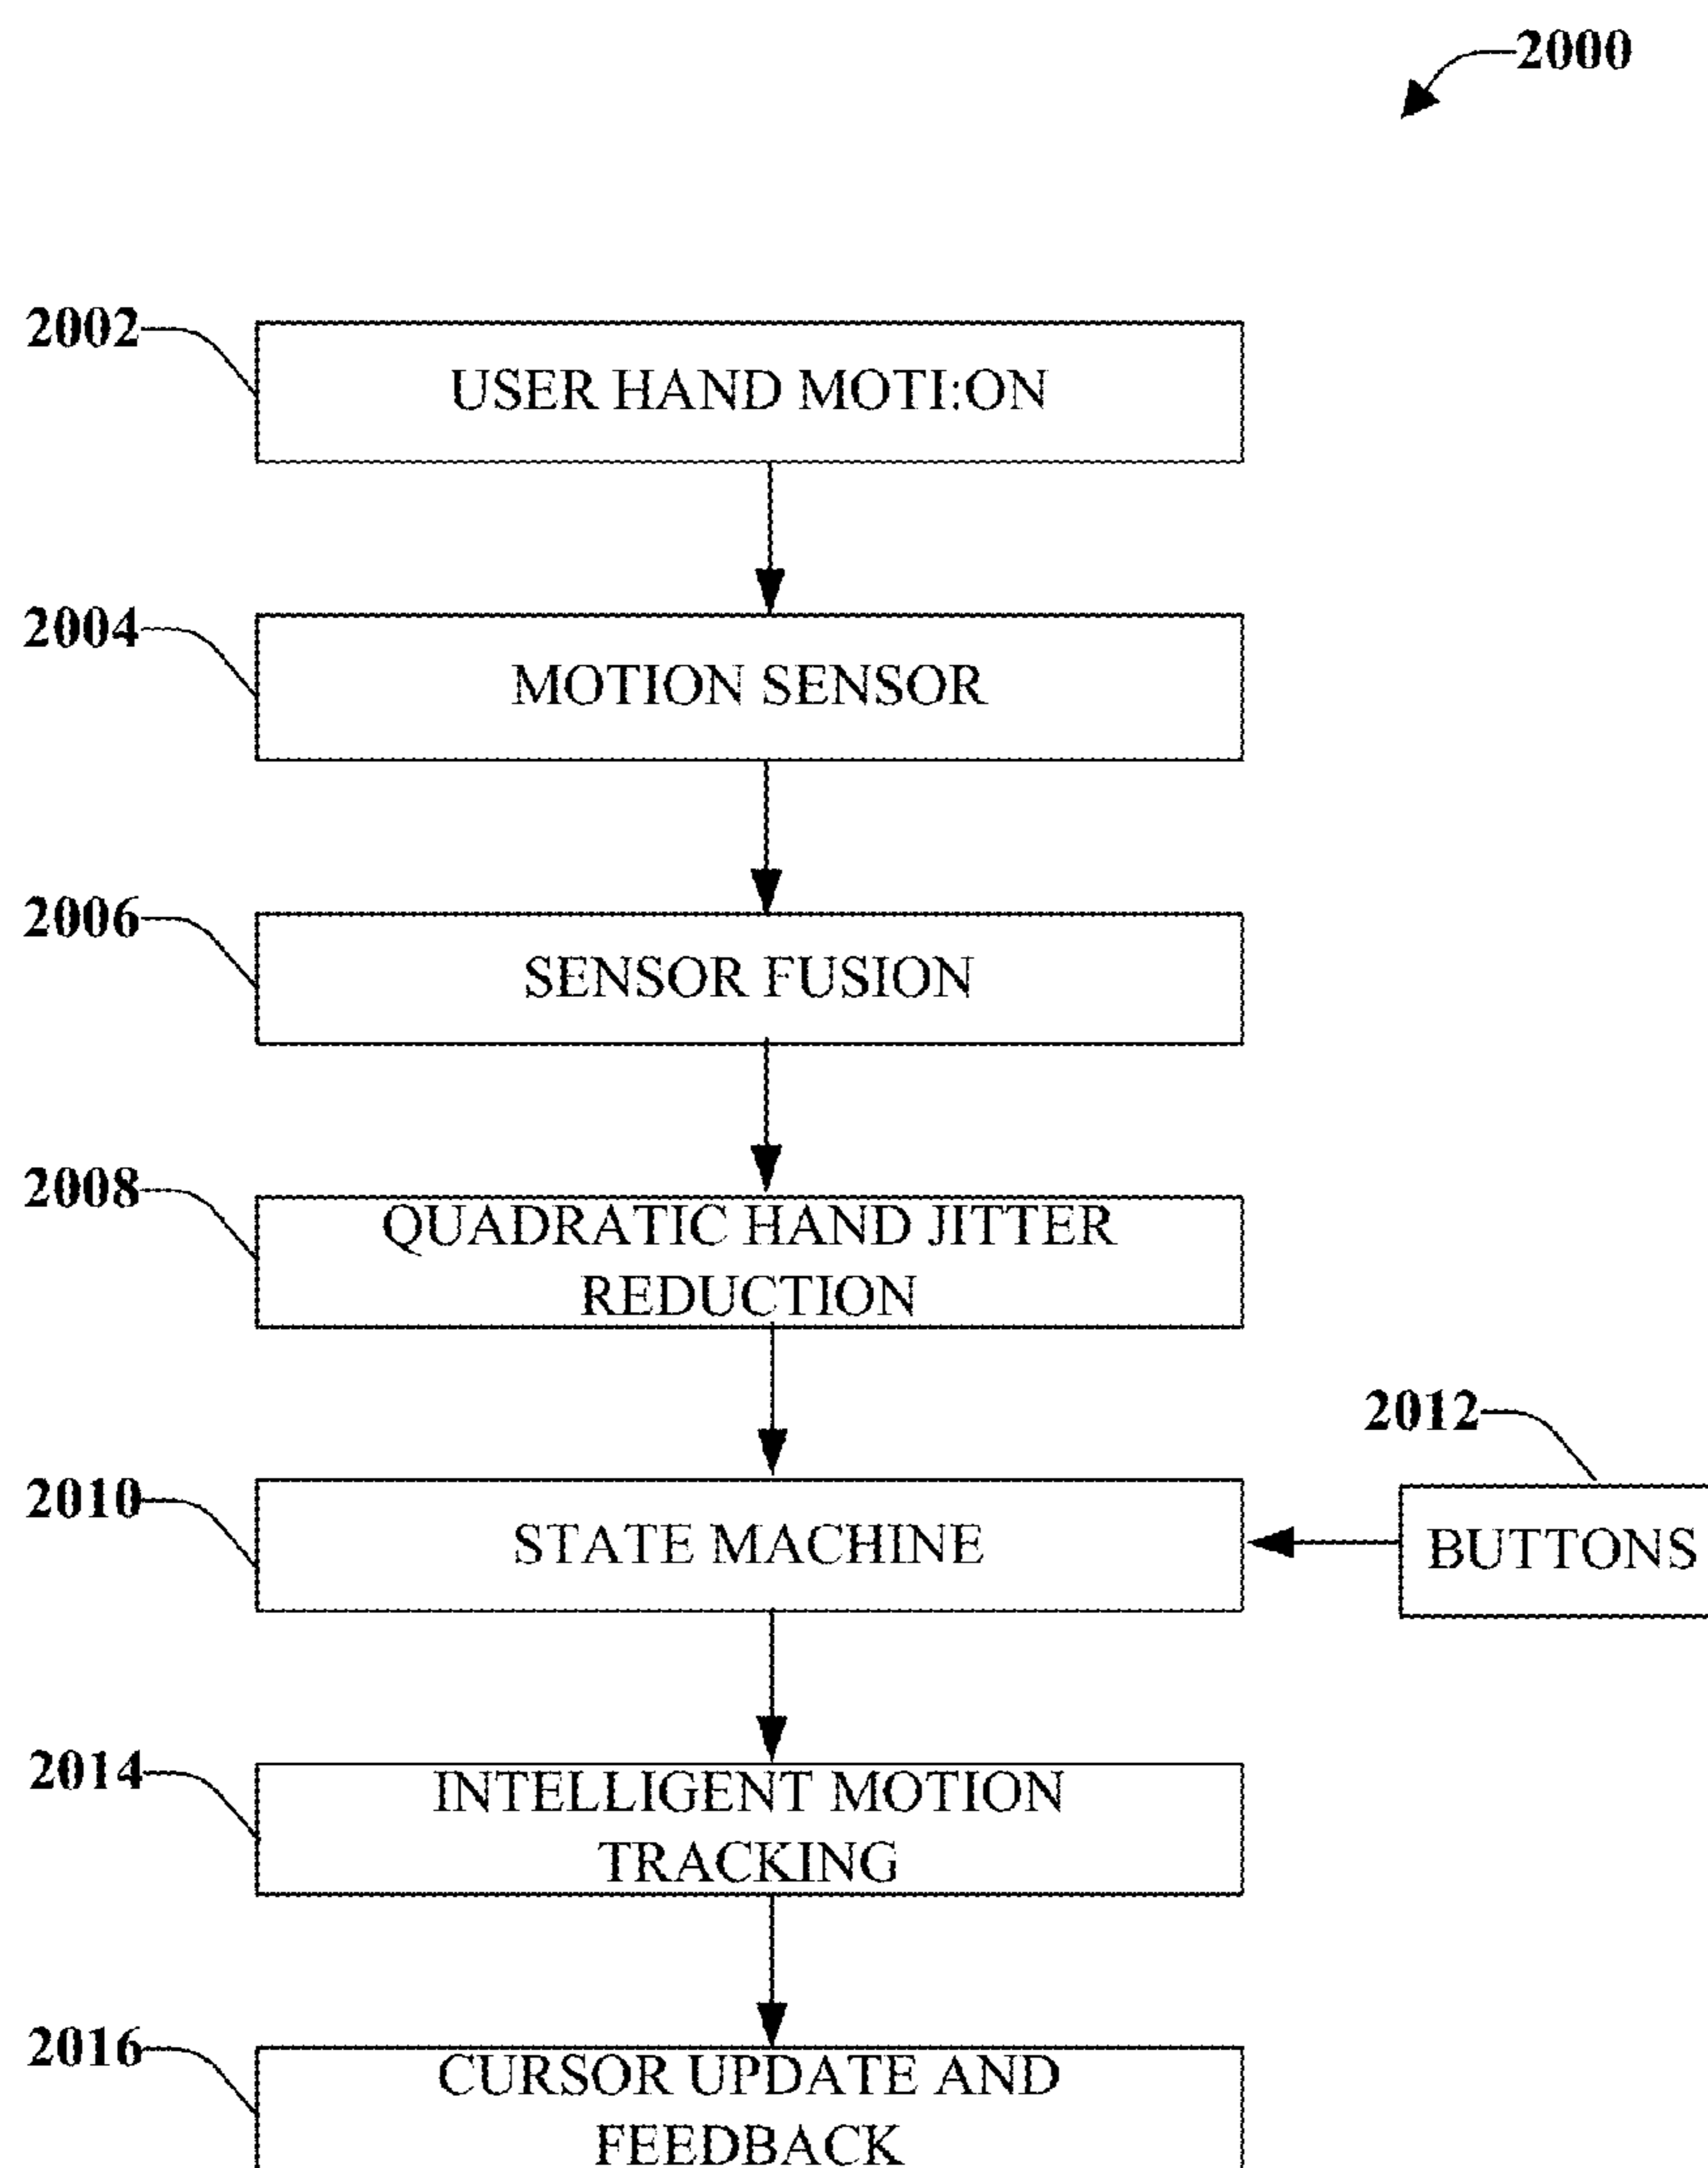 2000
2002
USER HAND MOTI:ON
2004
MOTION SENSOR
2006
SENSOR FUSION
2008
QUADRATIC HAND JITTER
REDUCTION
2012
2010
STATE MACHINE
BUTTONS
2014
INTELLIGENT MOTION
TRACKING
2016
CURSOR UPDATE AND
FEEDBACK